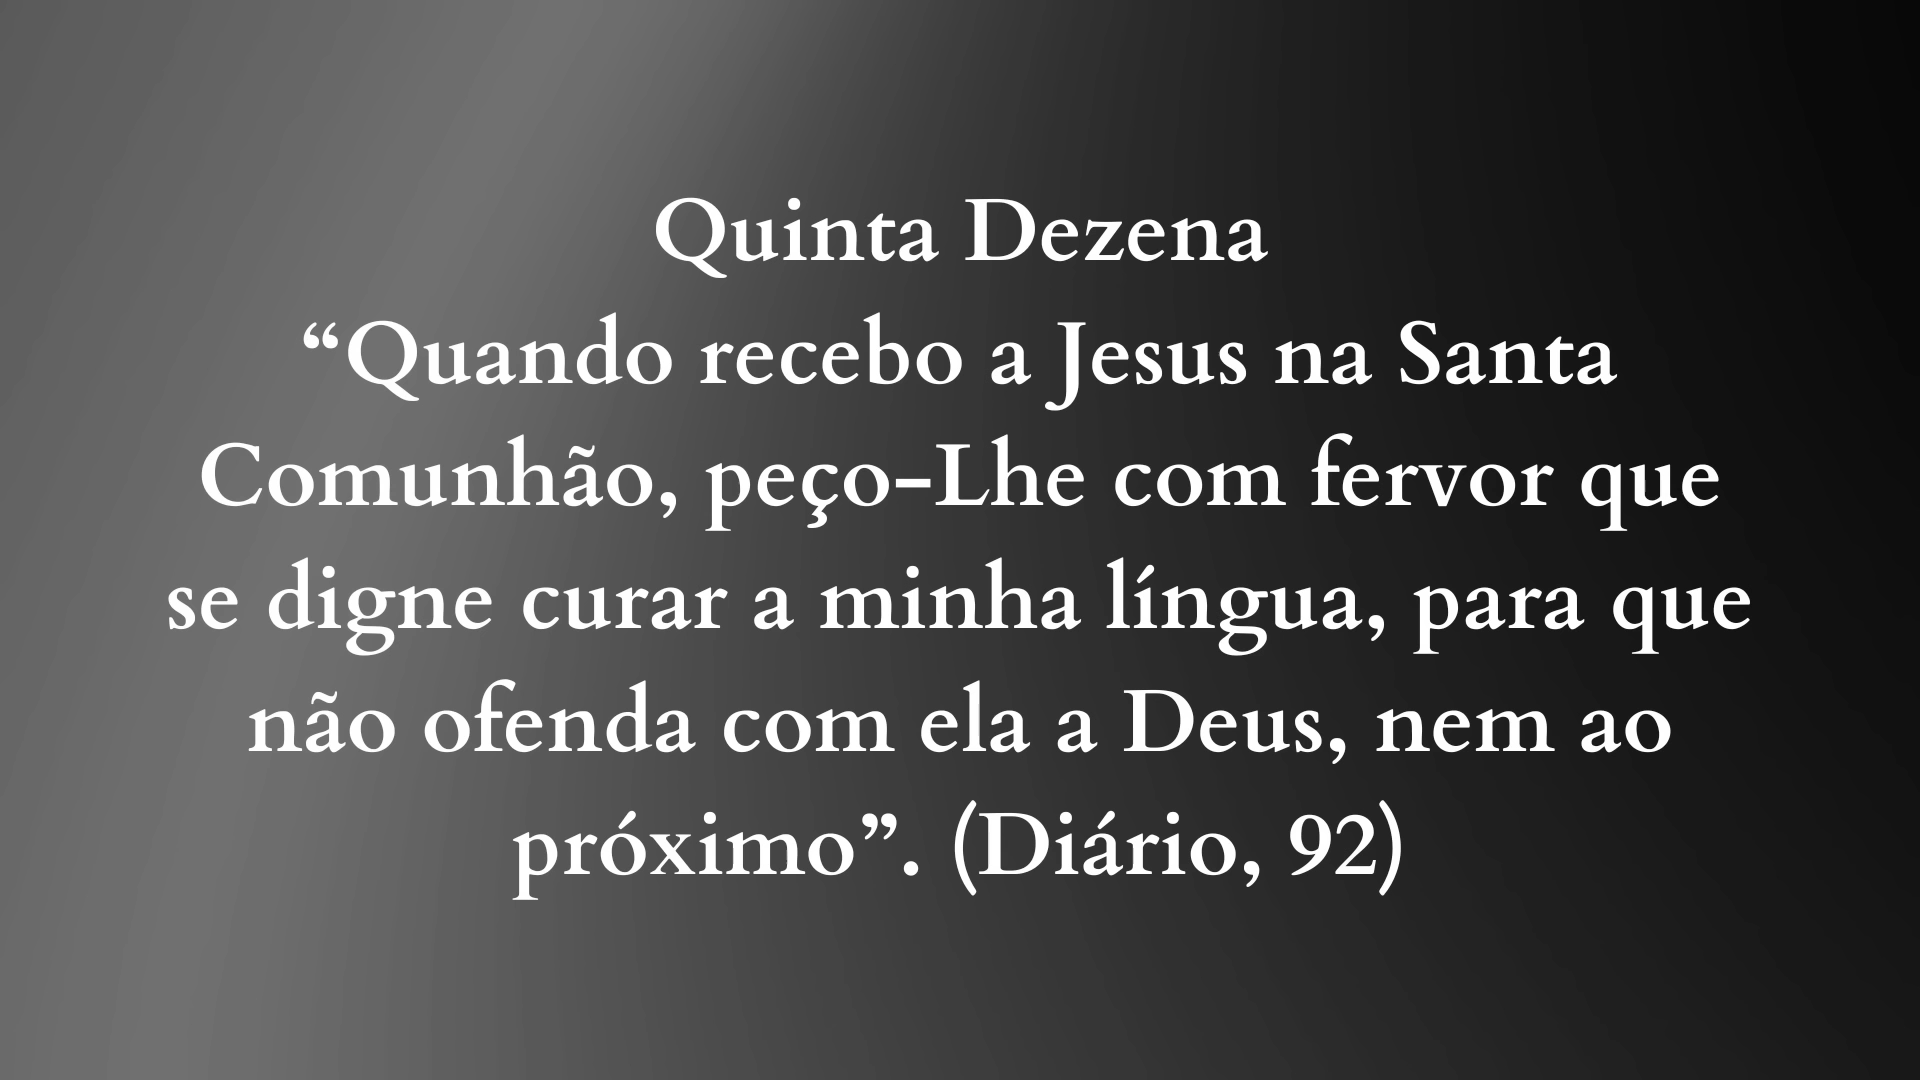 Quinta Dezena
“Quando recebo a Jesus na Santa
Comunhão, peço-Lhe com fervor que
se digne curar a minha língua, para que
não ofenda com ela a Deus, nem ao
próximo”. (Diário, 92)